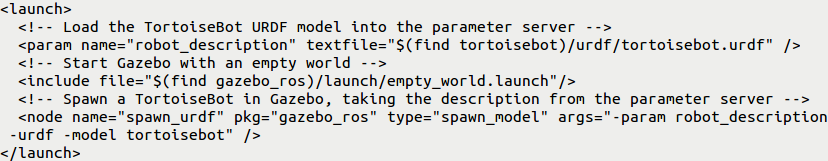 <launch>
  <!-- Load the TortoiseBot URDF model into the parameter server -->
  <param name="robot_description" textfile="$(find tortoisebot)/urdf/tortoisebot.urdf" />
  <!-- Start Gazebo with an empty world -->
  <include file="$(find gazebo_ros)/launch/empty_world.launch"/>
  <!-- Spawn a TortoiseBot in Gazebo, taking the description from the parameter server -->
  <node name="spawn_urdf" pkg="gazebo_ros" type="spawn_model" args="-param robot_description
 -urdf -model tortoisebot" />
</launch>